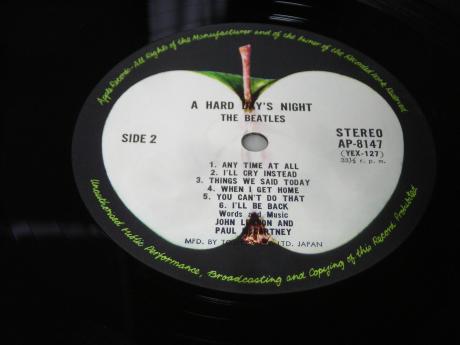 Apple Records-All Rights of the Manufacturer and of the Owner of the Recorded Work Reserved
A HARD DAY'S NIGHT
THE BEATLES
SIDE 2
STEREO
AP-8147
(YEX-127)
33⅓ r. p. m.
1. ANY TIME AT ALL
2. I'LL CRY INSTEAD
3. THINGS WE SAID TODAY
4. WHEN I GET HOME
5. YOU CAN'T DO THAT
6. I'LL BE BACK
Words and Music
JOHN LENNON AND
PAUL McCARTNEY
MFD. BY LTD. JAPAN
Unauthorised Public Performance, Broadcasting and Copying of this Record Prohibited